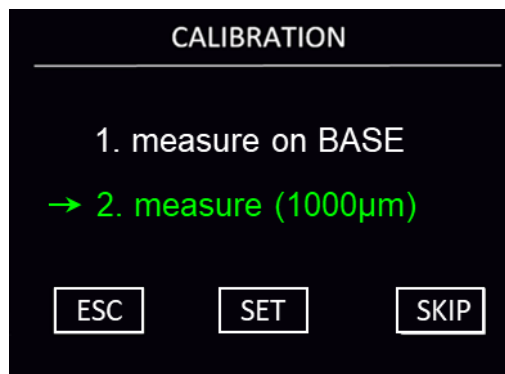 CALIBRATION
1. measure on BASE
→ 2. measure (1000µm)
ESC SET SKIP